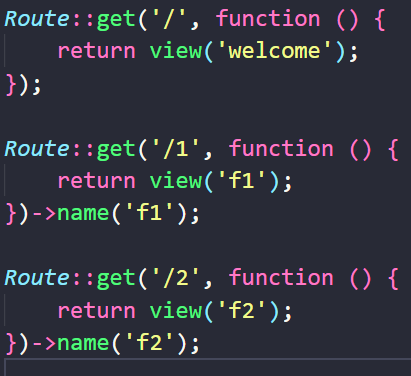 Route::get('/', function () {
    return view('welcome');
});

Route::get('/1', function () {
    return view('f1');
})->name('f1');

Route::get('/2', function () {
    return view('f2');
})->name('f2');